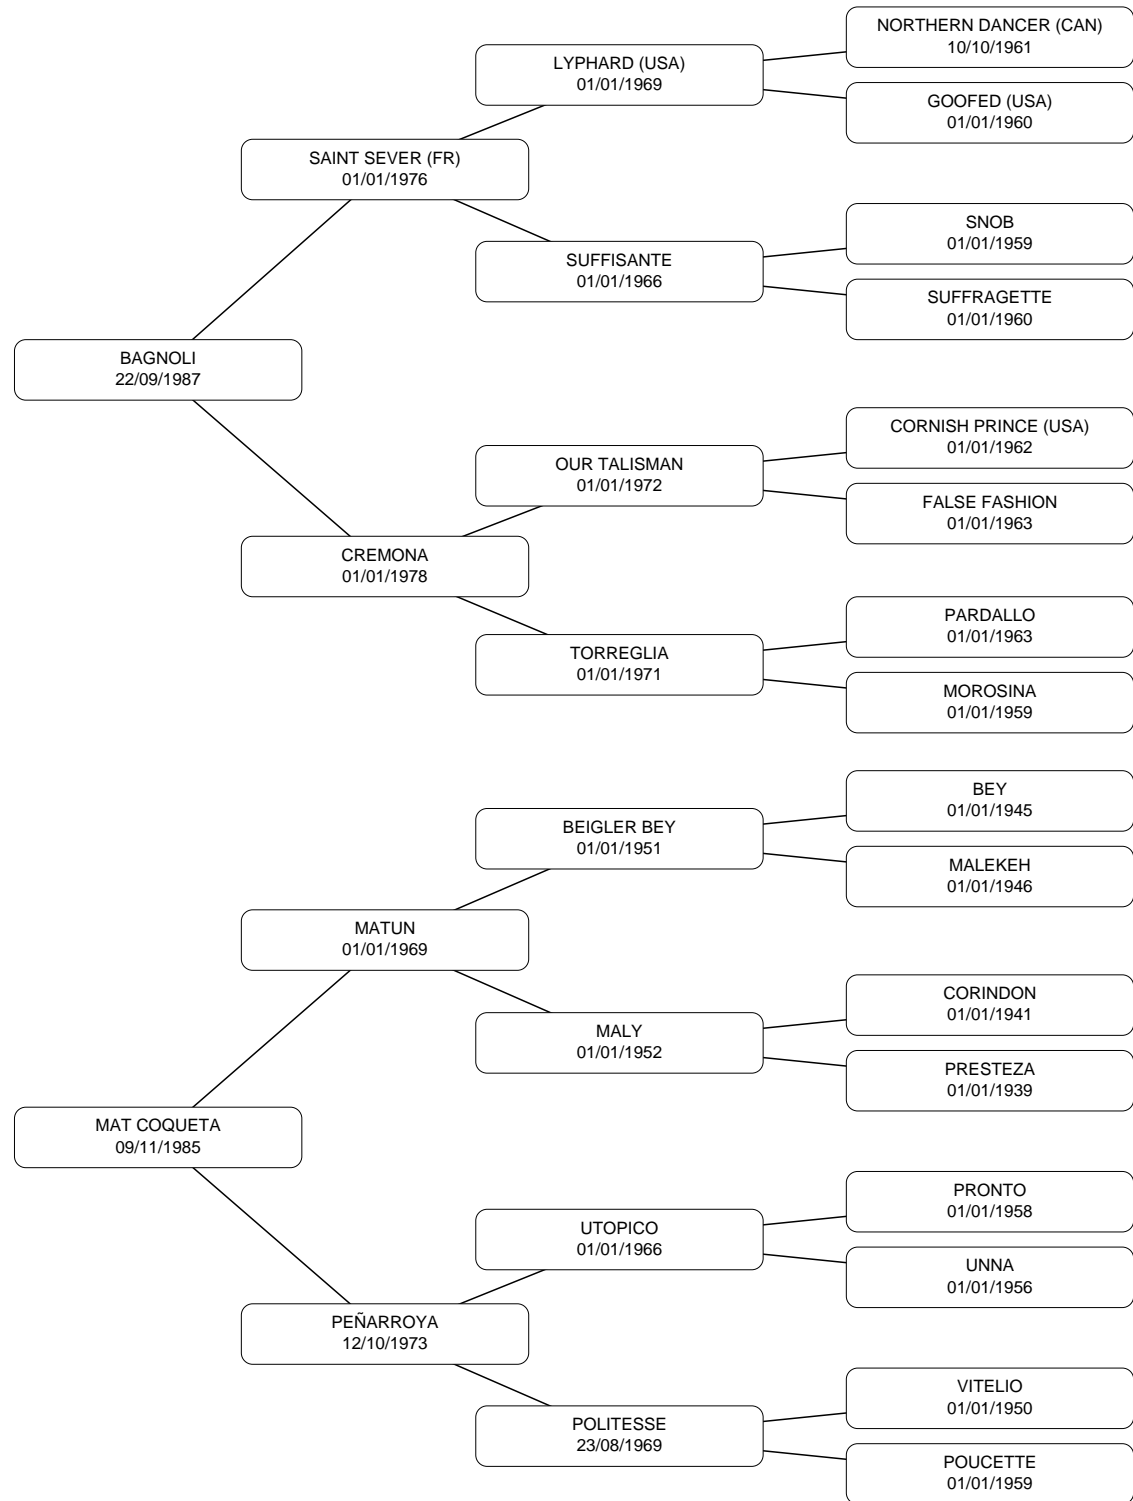 NORTHERN DANCER (CAN)
10/10/1961
LYPHARD (USA)
01/01/1969
GOOFED (USA)
01/01/1960
SAINT SEVER (FR)
01/01/1976
SNOB
01/01/1959
SUFFISANTE
01/01/1966
SUFFRAGETTE
01/01/1960
BAGNOLI
22/09/1987
CORNISH PRINCE (USA)
01/01/1962
OUR TALISMAN
01/01/1972
FALSE FASHION
01/01/1963
CREMONA
01/01/1978
PARDALLO
01/01/1963
TORREGLIA
01/01/1971
MOROSINA
01/01/1959
BEY
01/01/1945
BEIGLER BEY
01/01/1951
MALEKEH
01/01/1946
MATUN
01/01/1969
CORINDON
01/01/1941
MALY
01/01/1952
PRESTEZA
01/01/1939
MAT COQUETA
09/11/1985
PRONTO
01/01/1958
UTOPICO
01/01/1966
UNNA
01/01/1956
PEÑARROYA
12/10/1973
VITELIO
01/01/1950
POLITESSE
23/08/1969
POUCETTE
01/01/1959